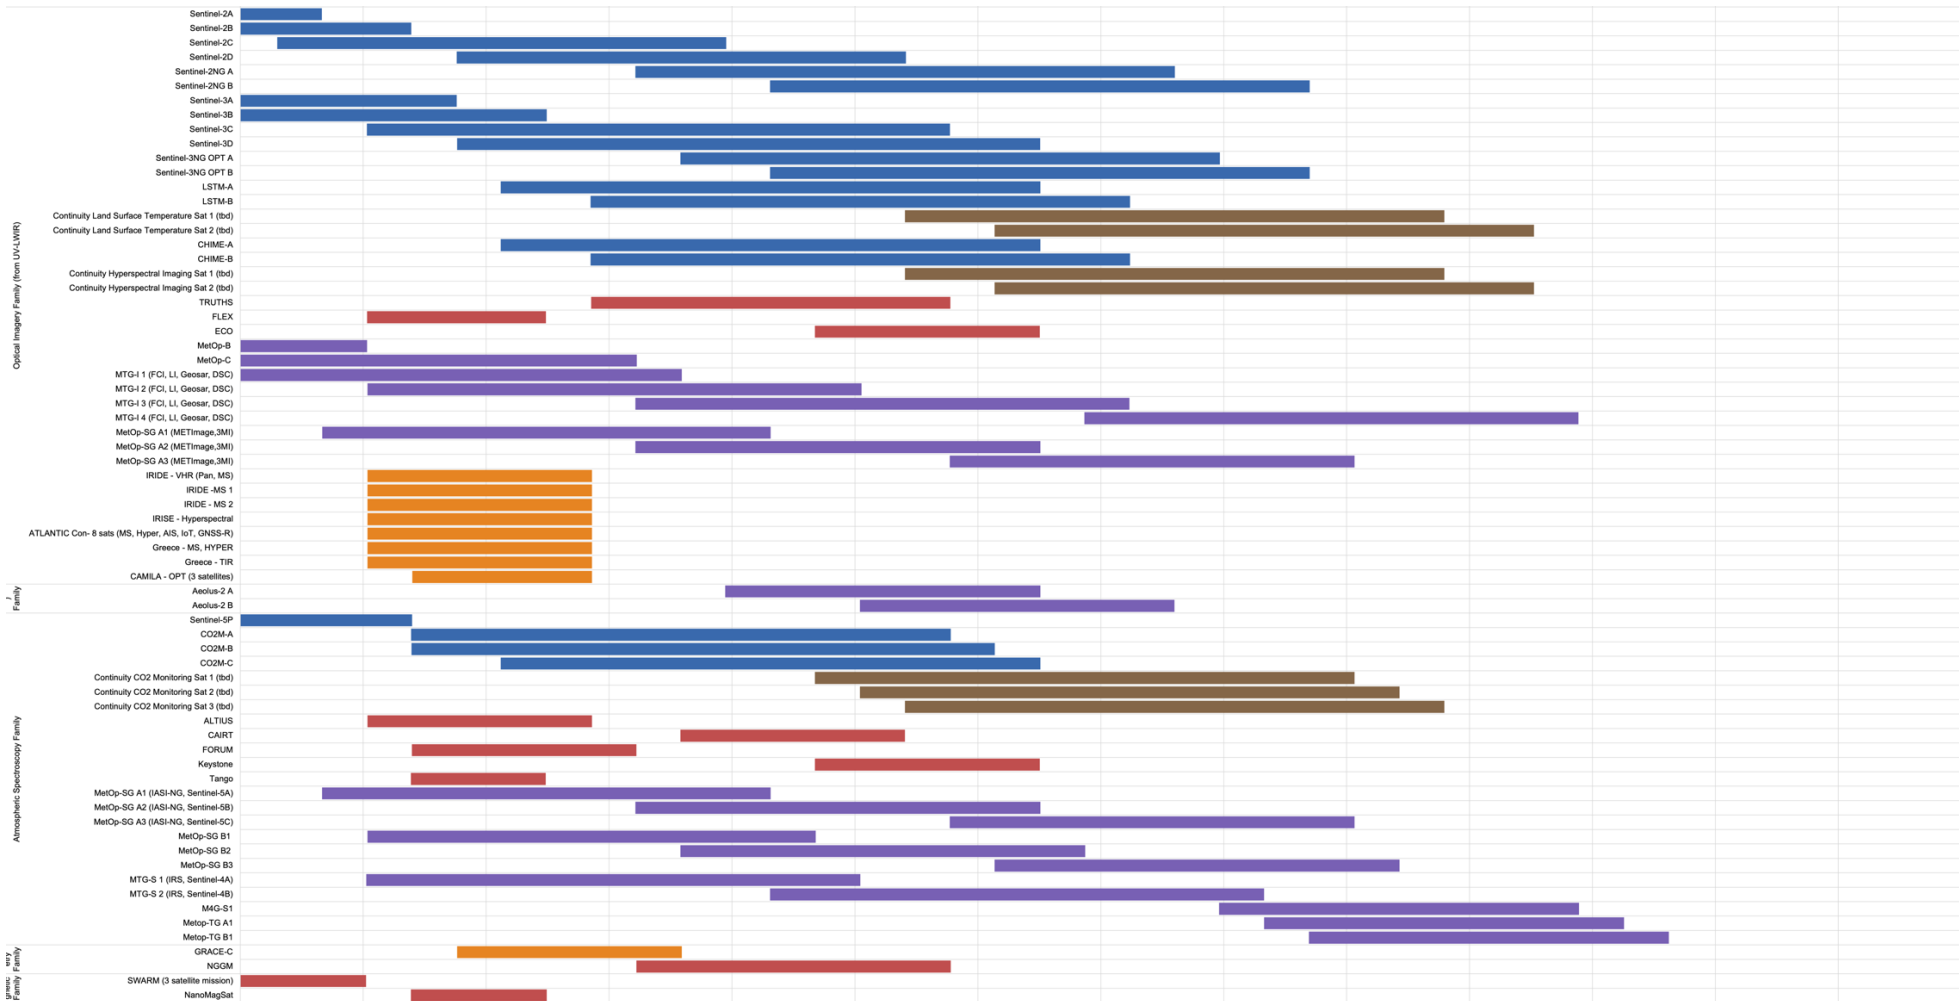 Sentinel-2A
Sentinel-2B
Sentinel-2C
Sentinel-2D
Sentinel-2NG A
Sentinel-2NG B
Sentinel-3A
Sentinel-3B
Sentinel-3C
Sentinel-3D
Sentinel-3NG OPT A
Sentinel-3NG OPT B
LSTM-A
LSTM-B
Continuity Land Surface Temperature Sat 1 (tbd)
Continuity Land Surface Temperature Sat 2 (tbd)
CHIME-A
CHIME-B
Continuity Hyperspectral Imaging Sat 1 (tbd)
Continuity Hyperspectral Imaging Sat 2 (tbd)
TRUTHS
FLEX
ECO
MetOp-B
MetOp-C
MTG-I 1 (FCI, LI, Geosar, DSC)
MTG-I 2 (FCI, LI, Geosar, DSC)
MTG-I 3 (FCI, LI, Geosar, DSC)
MTG-I 4 (FCI, LI, Geosar, DSC)
MetOp-SG A1 (METImage,3MI)
MetOp-SG A2 (METImage,3MI)
MetOp-SG A3 (METImage,3MI)
IRIDE - VHR (Pan, MS)
IRIDE -MS 1
IRIDE - MS 2
IRISE - Hyperspectral
ATLANTIC Con- 8 sats (MS, Hyper, AIS, IoT, GNSS-R)
Greece - MS, HYPER
Greece - TIR
CAMILA - OPT (3 satellites)
Optical Imagery Family (from UV-LWIR)
Aeolus-2 A
Aeolus-2 B
Family
Sentinel-5P
CO2M-A
CO2M-B
CO2M-C
Continuity CO2 Monitoring Sat 1 (tbd)
Continuity CO2 Monitoring Sat 2 (tbd)
Continuity CO2 Monitoring Sat 3 (tbd)
ALTIUS
CAIRT
FORUM
Keystone
Tango
MetOp-SG A1 (IASI-NG, Sentinel-5A)
MetOp-SG A2 (IASI-NG, Sentinel-5B)
MetOp-SG A3 (IASI-NG, Sentinel-5C)
MetOp-SG B1
MetOp-SG B2
MetOp-SG B3
MTG-S 1 (IRS, Sentinel-4A)
MTG-S 2 (IRS, Sentinel-4B)
M4G-S1
Metop-TG A1
Metop-TG B1
Atmospheric Spectroscopy Family
GRACE-C
NGGM
Family
SWARM (3 satellite mission)
NanoMagSat
Family